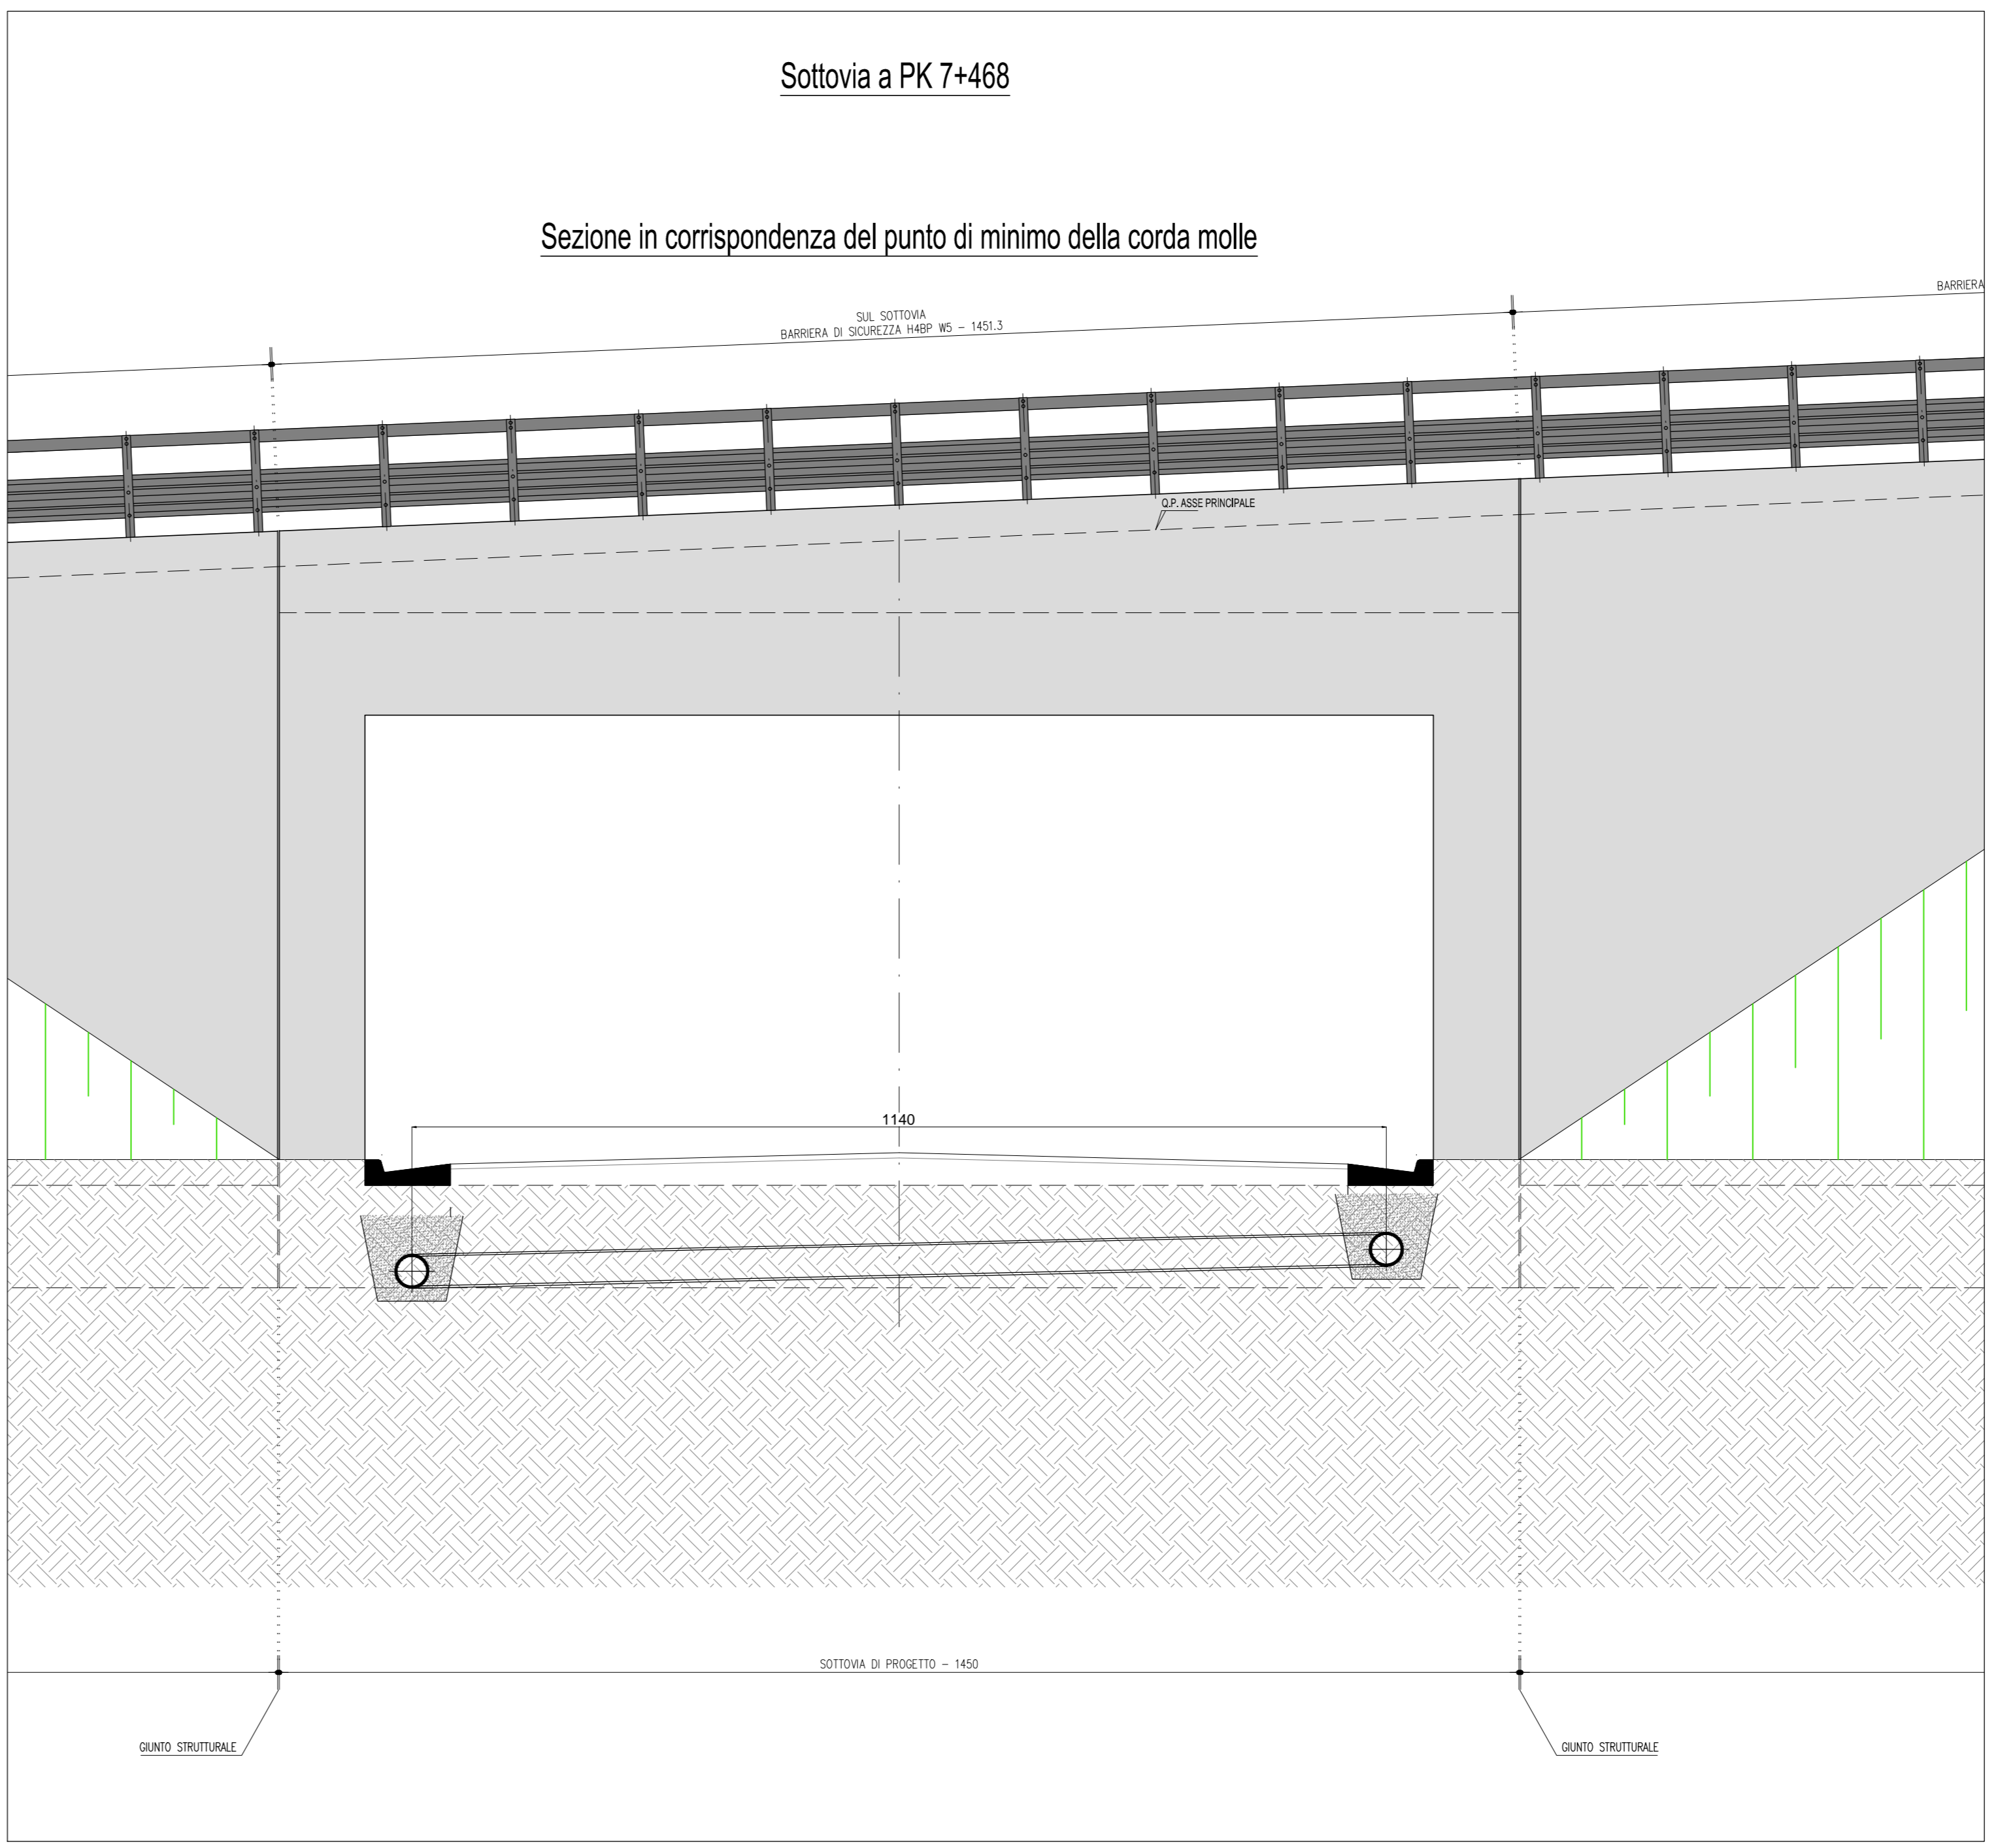 Sottovia a PK 7+468
Sezione in corrispondenza del punto di minimo della corda molle
BARRIERA
SUL SOTTOVIA
BARRIERA DI SICUREZZA H4BP W5 - 1451.3
Q.P. ASSE PRINCIPALE
1140
SOTTOVIA DI PROGETTO - 1450
GIUNTO STRUTTURALE
GIUNTO STRUTTURALE